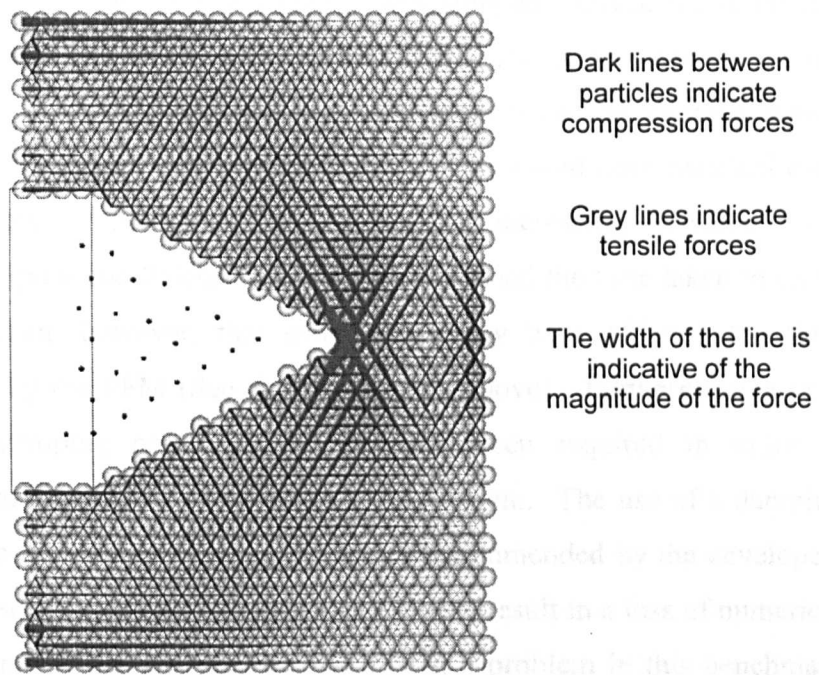 Dark lines between
particles indicate
compression forces
Grey lines indicate
tensile forces
The width of the line is
indicative of the
magnitude of the force